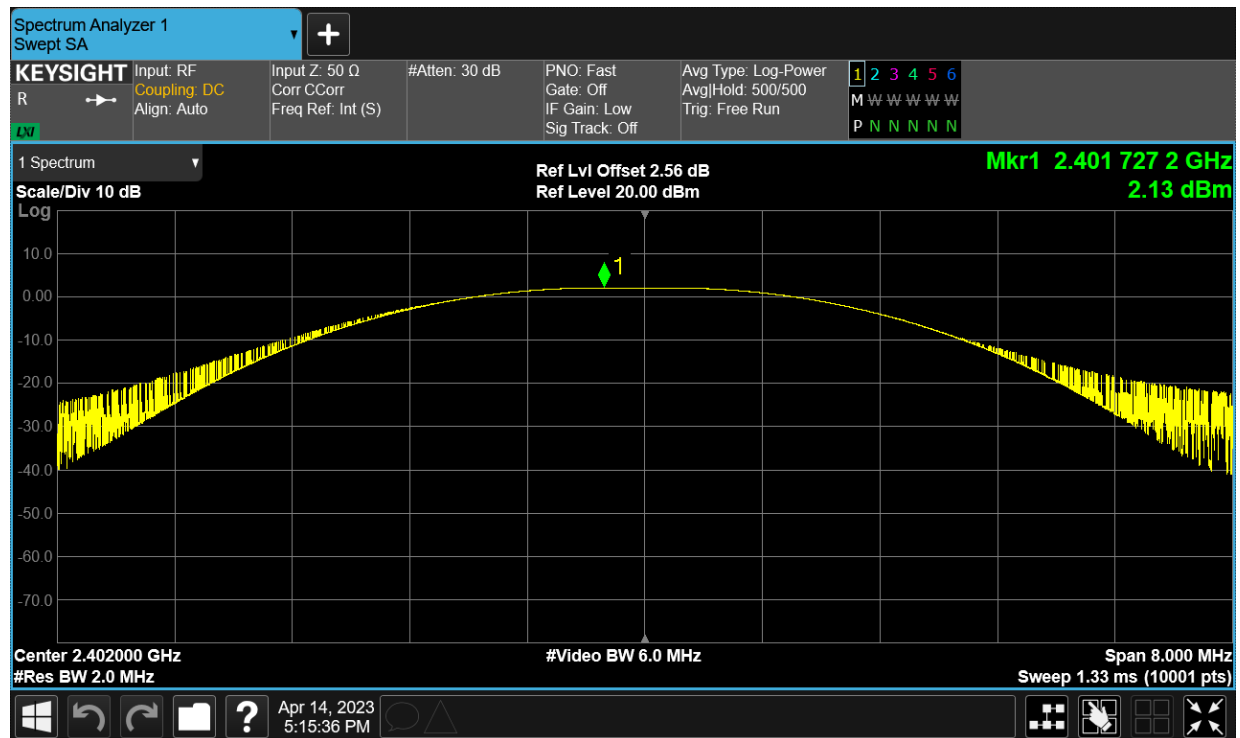 Spectrum Analyzer 1
Swept SA
+
KEYSIGHT
R
LXI
Input: RF
Coupling: DC
Align: Auto
Input Z: 50 Ω
Corr CCorr
Freq Ref: Int (S)
#Atten: 30 dB
PNO: Fast
Gate: Off
IF Gain: Low
Sig Track: Off
Avg Type: Log-Power
Avg|Hold: 500/500
Trig: Free Run
1 2 3 4 5 6
M W W W W W
P N N N N N
1 Spectrum
Scale/Div 10 dB
Ref Lvl Offset 2.56 dB
Ref Level 20.00 dBm
Mkr1 2.401 727 2 GHz
2.13 dBm
Log
10.0
0.00
-10.0
-20.0
-30.0
-40.0
-50.0
-60.0
-70.0
1
Center 2.402000 GHz
#Res BW 2.0 MHz
#Video BW 6.0 MHz
Span 8.000 MHz
Sweep 1.33 ms (10001 pts)
?
Apr 14, 2023
5:15:36 PM